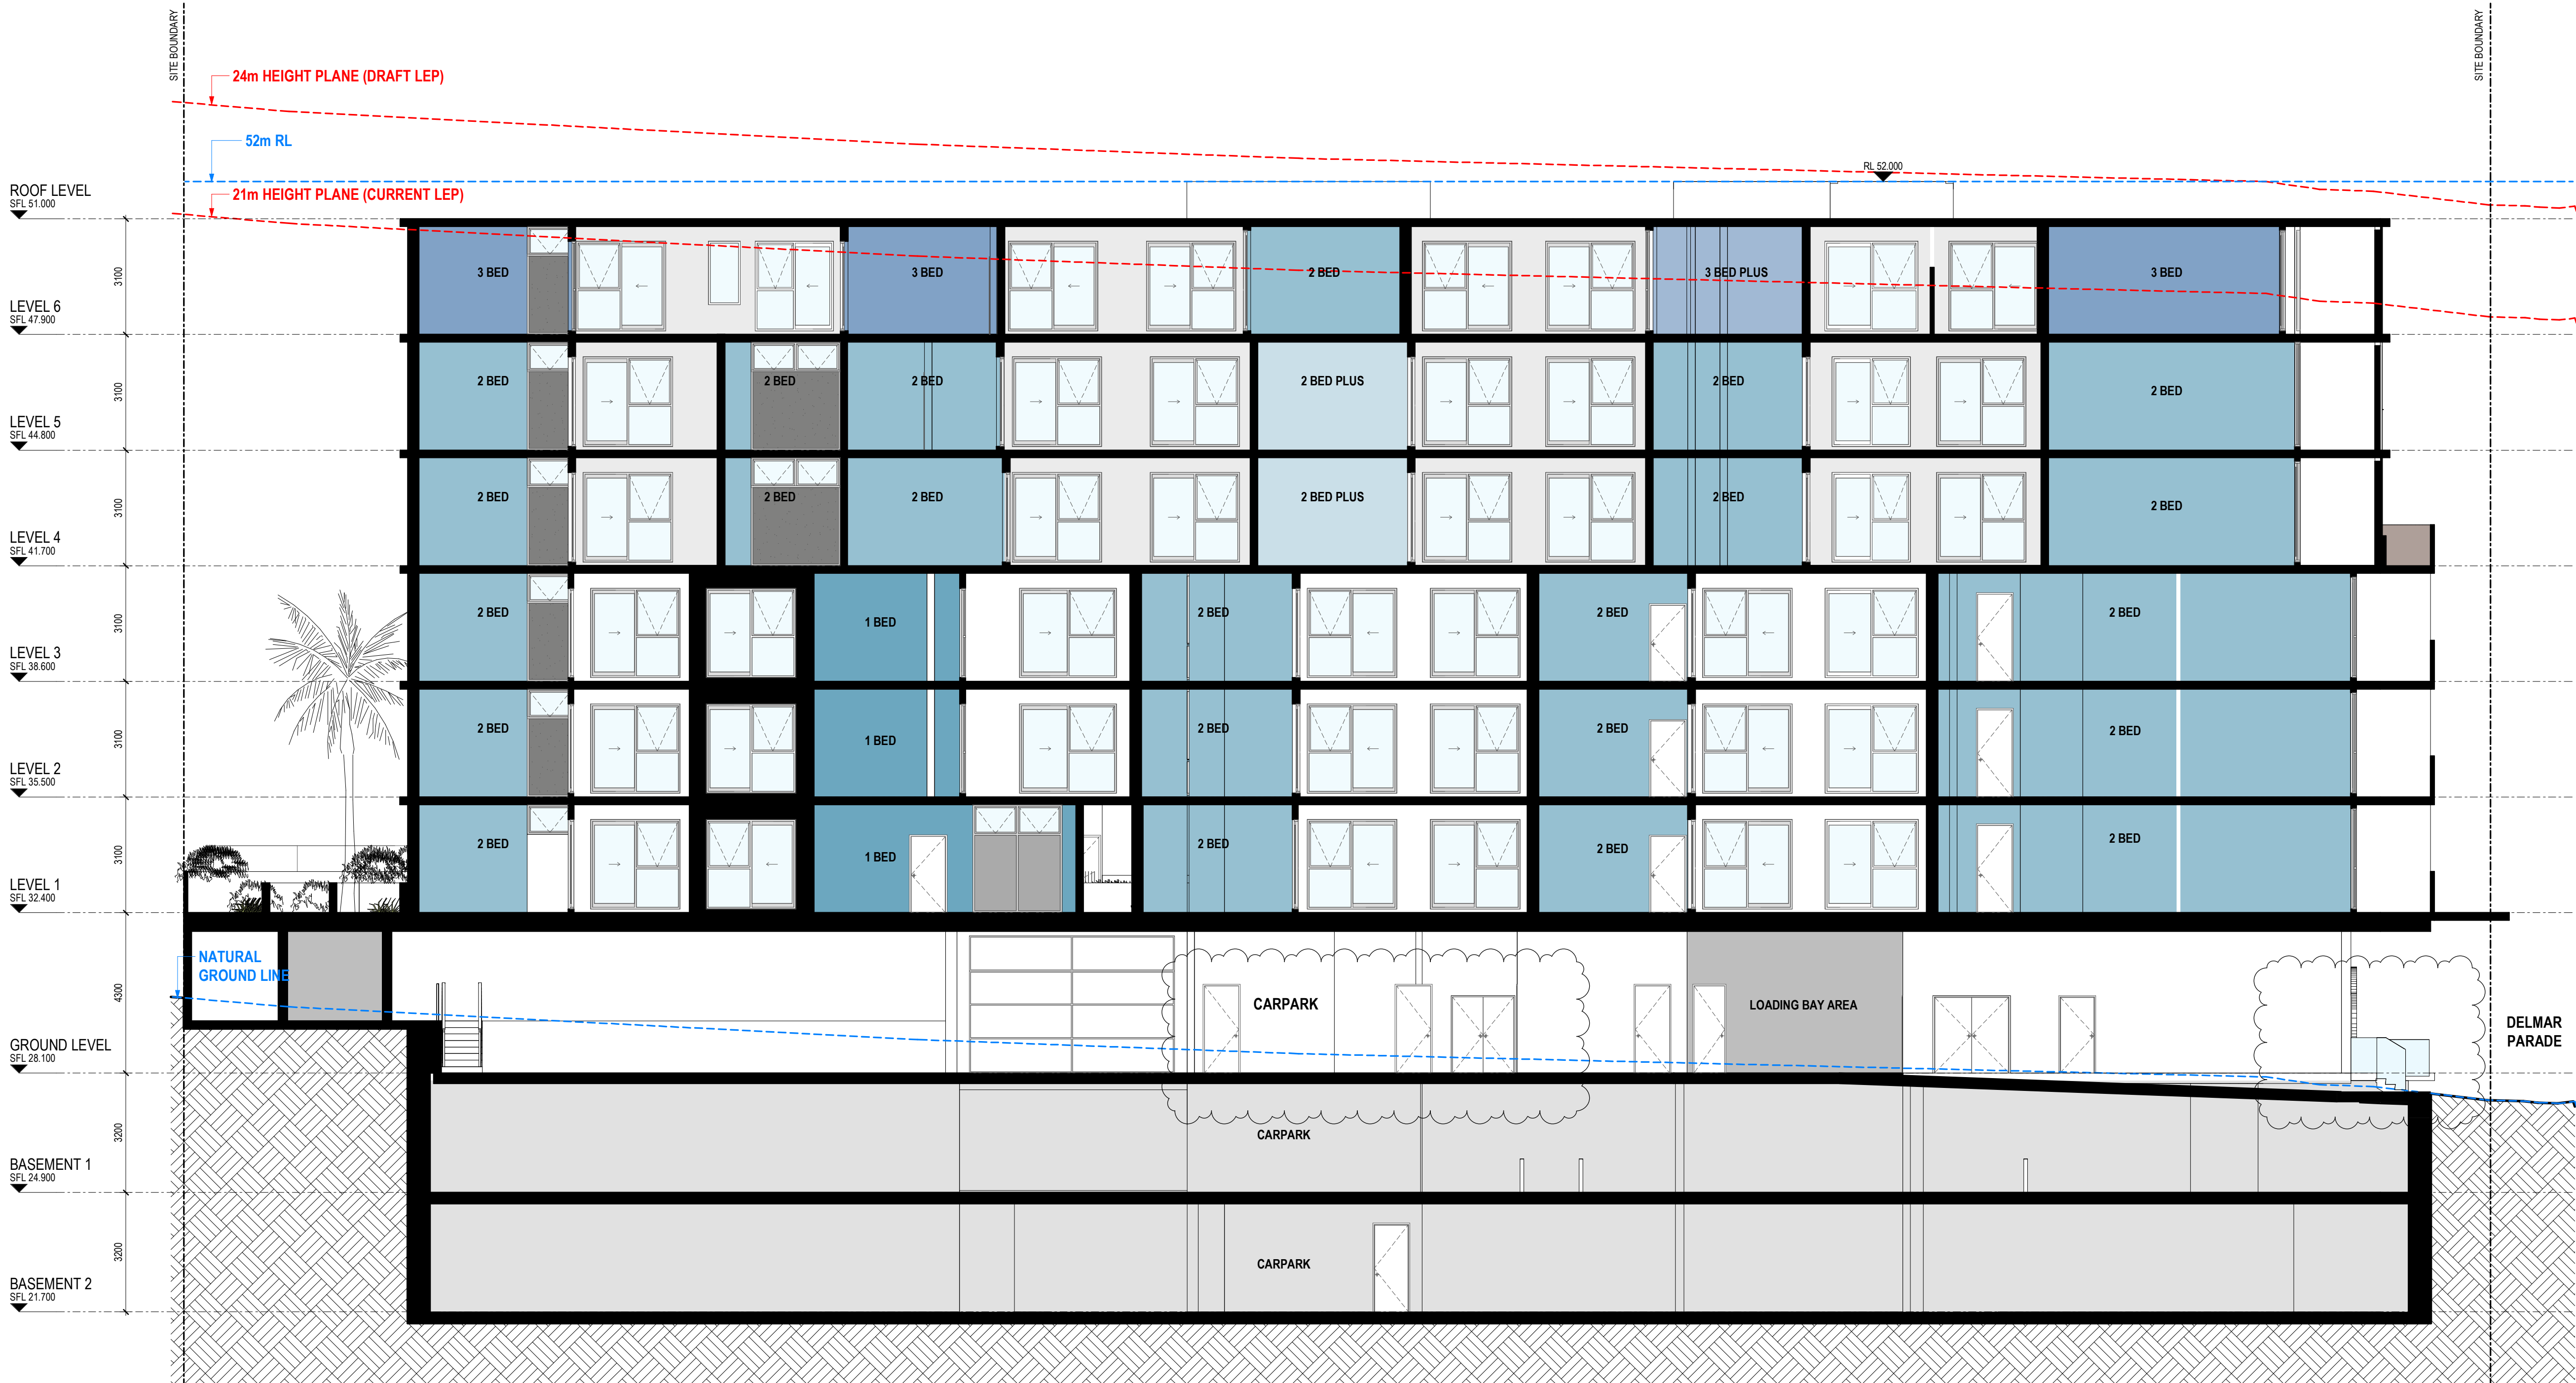 SITE BOUNDARY
SITE BOUNDARY
24m HEIGHT PLANE (DRAFT LEP)
52m RL
RL 52.000
21m HEIGHT PLANE (CURRENT LEP)
ROOF LEVEL
SFL 51.000
3100
3 BED
3 BED
2 BED
3 BED PLUS
3 BED
LEVEL 6
SFL 47.900
3100
2 BED
2 BED
2 BED
2 BED PLUS
2 BED
2 BED
LEVEL 5
SFL 44.800
3100
2 BED
2 BED
2 BED
2 BED PLUS
2 BED
2 BED
LEVEL 4
SFL 41.700
3100
2 BED
1 BED
2 BED
2 BED
2 BED
LEVEL 3
SFL 38.600
3100
2 BED
1 BED
2 BED
2 BED
2 BED
LEVEL 2
SFL 35.500
3100
2 BED
1 BED
2 BED
2 BED
2 BED
LEVEL 1
SFL 32.400
NATURAL
GROUND LINE
4300
CARPARK
LOADING BAY AREA
DELMAR
PARADE
GROUND LEVEL
SFL 28.100
3200
CARPARK
BASEMENT 1
SFL 24.900
3200
CARPARK
BASEMENT 2
SFL 21.700